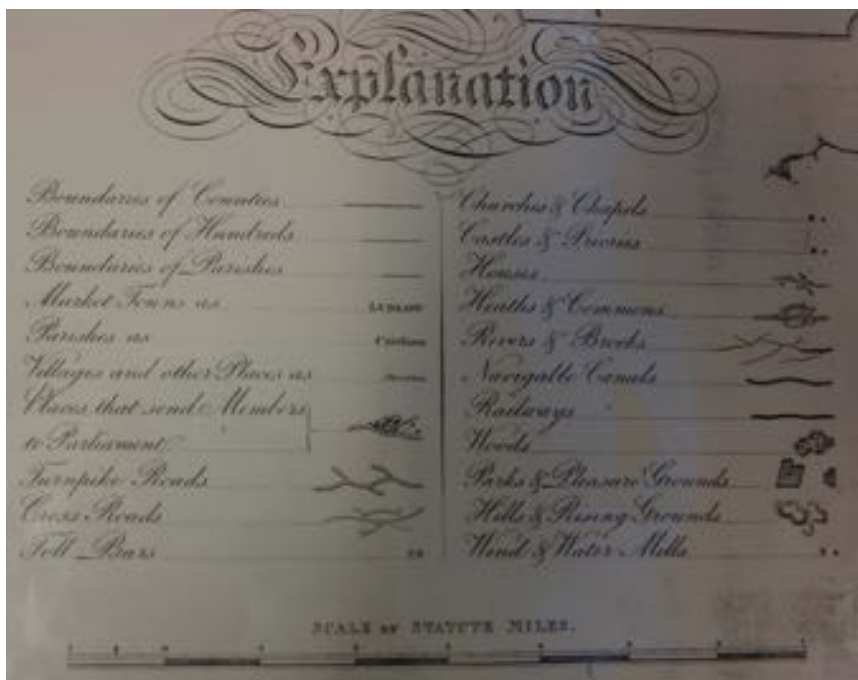 Explanation
Boundaries of Counties
Boundaries of Hundreds
Boundaries of Parishes
Market Towns as LUDLOW
Parishes as
Villages and other Places as
Places that send Members
to Parliament
Turnpike Roads
Cross Roads
Toll Bars
Churches & Chapels
Castles & Priories
Houses
Heaths & Commons
Rivers & Brooks
Navigable Canals
Railways
Woods
Parks & Pleasure Grounds
Hills & Rising Grounds
Wind & Water Mills
SCALE OF STATUTE MILES.